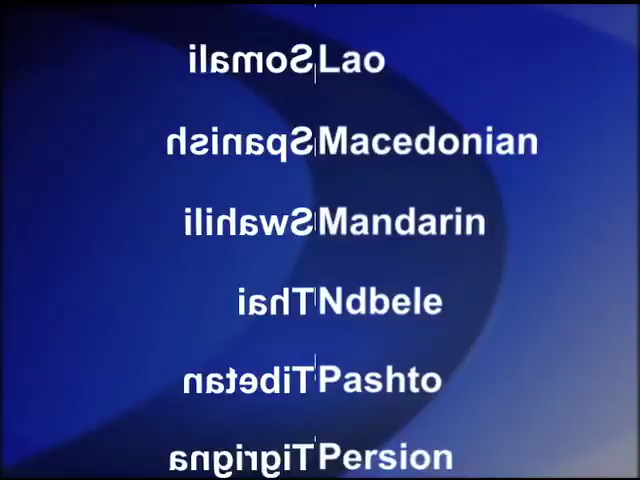 Somali Lao
Spanish Macedonian
Swahili Mandarin
Thai Ndbele
Tibetan Pashto
Tigrigna Persion